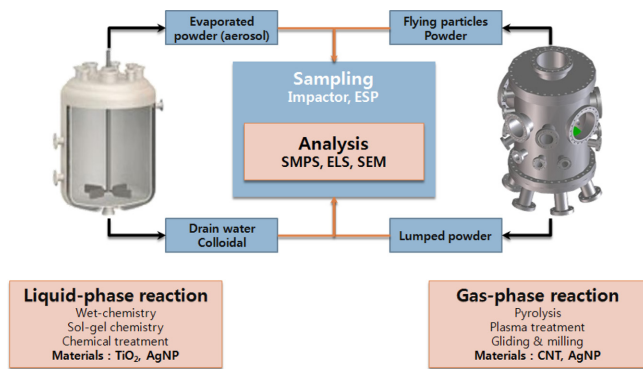 Evaporated
powder (aerosol)
Flying particles
Powder
Sampling
Impactor, ESP
Analysis
SMPS, ELS, SEM
Drain water
Colloidal
Lumped powder
Liquid-phase reaction
Wet-chemistry
Sol-gel chemistry
Chemical treatment
Materials : TiO₂, AgNP
Gas-phase reaction
Pyrolysis
Plasma treatment
Gliding & milling
Materials : CNT, AgNP